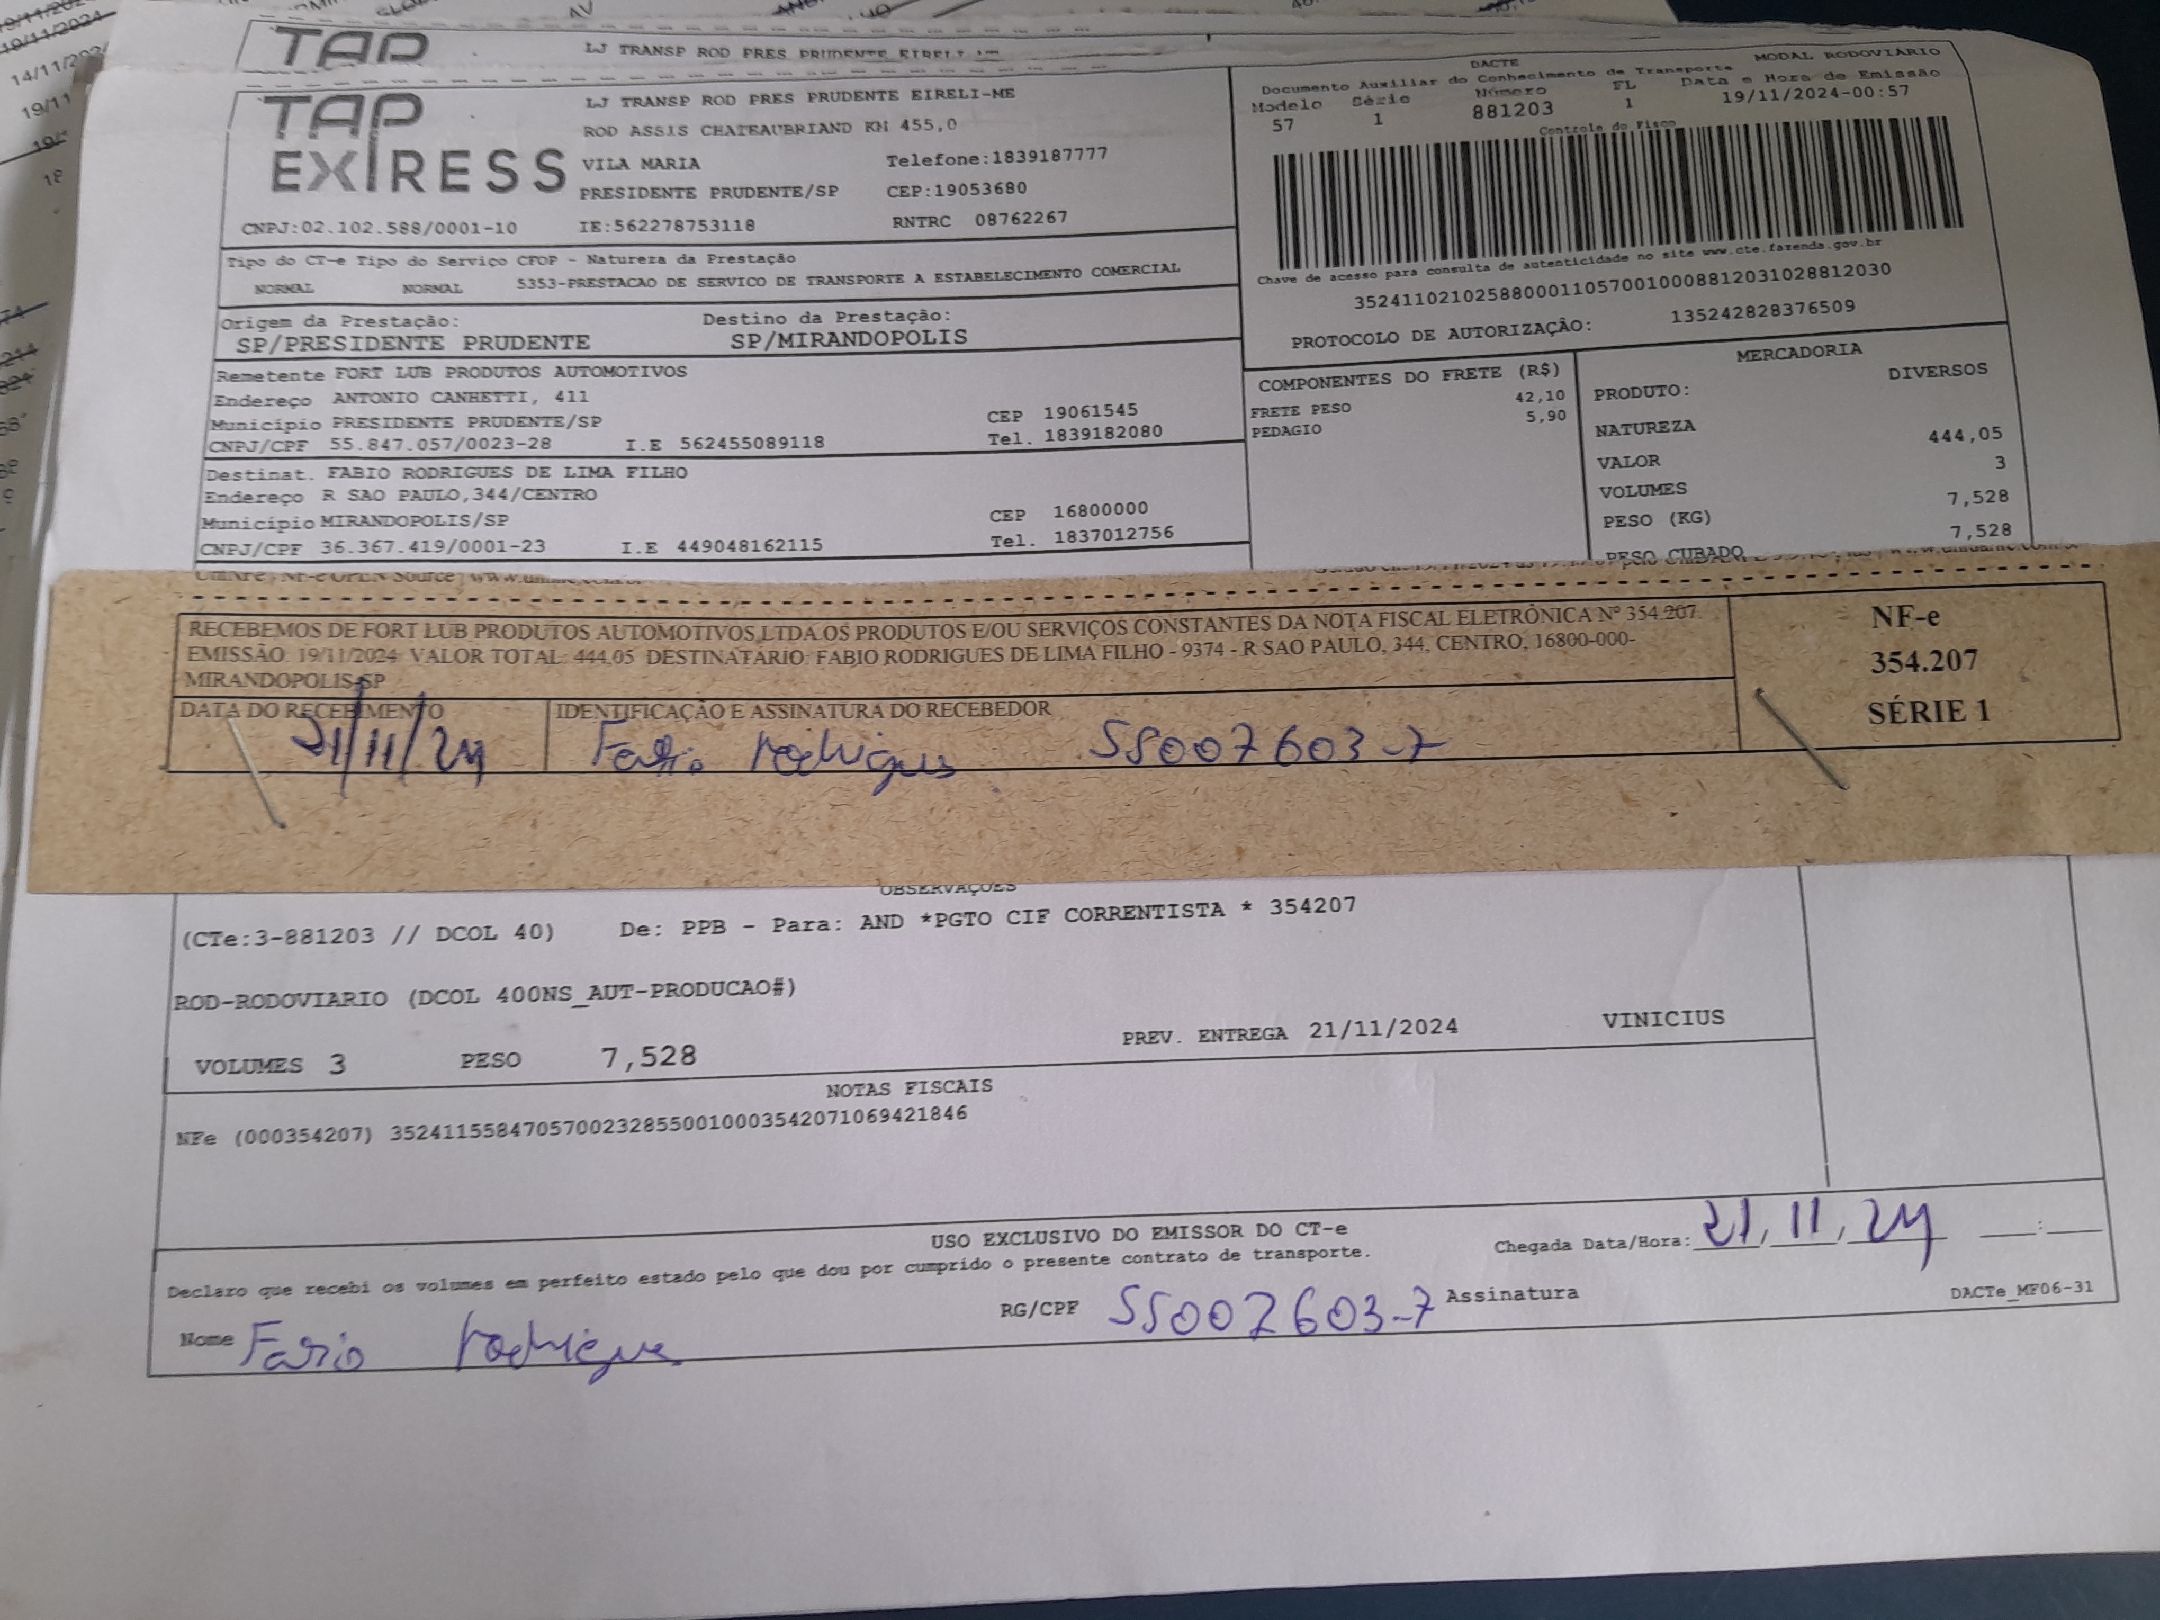 TAP
LJ TRANSP ROD PRES PRUDENTE EIRELI-ME
TAP EXIRESS
LJ TRANSP ROD PRES PRUDENTE EIRELI-ME
ROD ASSIS CHATEAUBRIAND KM 455,0
VILA MARIA Telefone:1839187777
PRESIDENTE PRUDENTE/SP CEP:19053680
CNPJ:02.102.588/0001-10 IE:562278753118 RNTRC 08762267
DACTE MODAL RODOVIÁRIO
Documento Auxiliar do Conhecimento de Transporte
Modelo Série Número FL Data e Hora de Emissão
57 1 881203 1 19/11/2024-00:57
Controle do Fisco
Chave de acesso para consulta de autenticidade no site www.cte.fazenda.gov.br
35241102102588000110570010008812031028812030
PROTOCOLO DE AUTORIZAÇÃO: 135242828376509
Tipo do CT-e Tipo do Serviço CFOP - Natureza da Prestação
NORMAL NORMAL 5353-PRESTACAO DE SERVICO DE TRANSPORTE A ESTABELECIMENTO COMERCIAL
Origem da Prestação: Destino da Prestação:
SP/PRESIDENTE PRUDENTE SP/MIRANDOPOLIS
Remetente FORT LUB PRODUTOS AUTOMOTIVOS
Endereço ANTONIO CANHETTI, 411
Município PRESIDENTE PRUDENTE/SP CEP 19061545
CNPJ/CPF 55.847.057/0023-28 I.E 562455089118 Tel. 1839182080
Destinat. FABIO RODRIGUES DE LIMA FILHO
Endereço R SAO PAULO,344/CENTRO
Município MIRANDOPOLIS/SP CEP 16800000
CNPJ/CPF 36.367.419/0001-23 I.E 449048162115 Tel. 1837012756
COMPONENTES DO FRETE (R$)
FRETE PESO 42,10
PEDAGIO 5,90
MERCADORIA
PRODUTO: DIVERSOS
NATUREZA
VALOR 444,05
VOLUMES 3
PESO (KG) 7,528
PESO CUBADO 7,528
RECEBEMOS DE FORT LUB PRODUTOS AUTOMOTIVOS LTDA OS PRODUTOS E/OU SERVIÇOS CONSTANTES DA NOTA FISCAL ELETRÔNICA Nº 354.207.
EMISSÃO: 19/11/2024 VALOR TOTAL: 444,05 DESTINATÁRIO: FABIO RODRIGUES DE LIMA FILHO - 9374 - R SAO PAULO, 344, CENTRO, 16800-000-
MIRANDOPOLIS-SP
DATA DO RECEBIMENTO IDENTIFICAÇÃO E ASSINATURA DO RECEBEDOR
21/11/24 Fabio Rodrigues 55007603-7
NF-e
354.207
SÉRIE 1
OBSERVAÇÕES
(CTe:3-881203 // DCOL 40) De: PPB - Para: AND *PGTO CIF CORRENTISTA * 354207
ROD-RODOVIARIO (DCOL 400NS_AUT-PRODUCAO#)
VOLUMES 3 PESO 7,528 PREV. ENTREGA 21/11/2024 VINICIUS
NOTAS FISCAIS
NFe (000354207) 35241155847057002328550010003542071069421846
USO EXCLUSIVO DO EMISSOR DO CT-e
Declaro que recebi os volumes em perfeito estado pelo que dou por cumprido o presente contrato de transporte.
Chegada Data/Hora: 21, 11, 24 __:__
Nome Fabio Rodrigues RG/CPF 55007603-7 Assinatura
DACTe_MF06-31